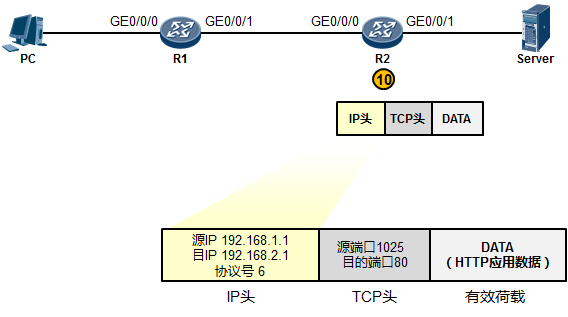 GE0/0/0 GE0/0/1 GE0/0/0 GE0/0/1
PC R1 R2 Server
10
IP头 TCP头 DATA
源IP 192.168.1.1
目IP 192.168.2.1
协议号 6
源端口1025
目的端口80
DATA
（HTTP应用数据）
IP头 TCP头 有效荷载